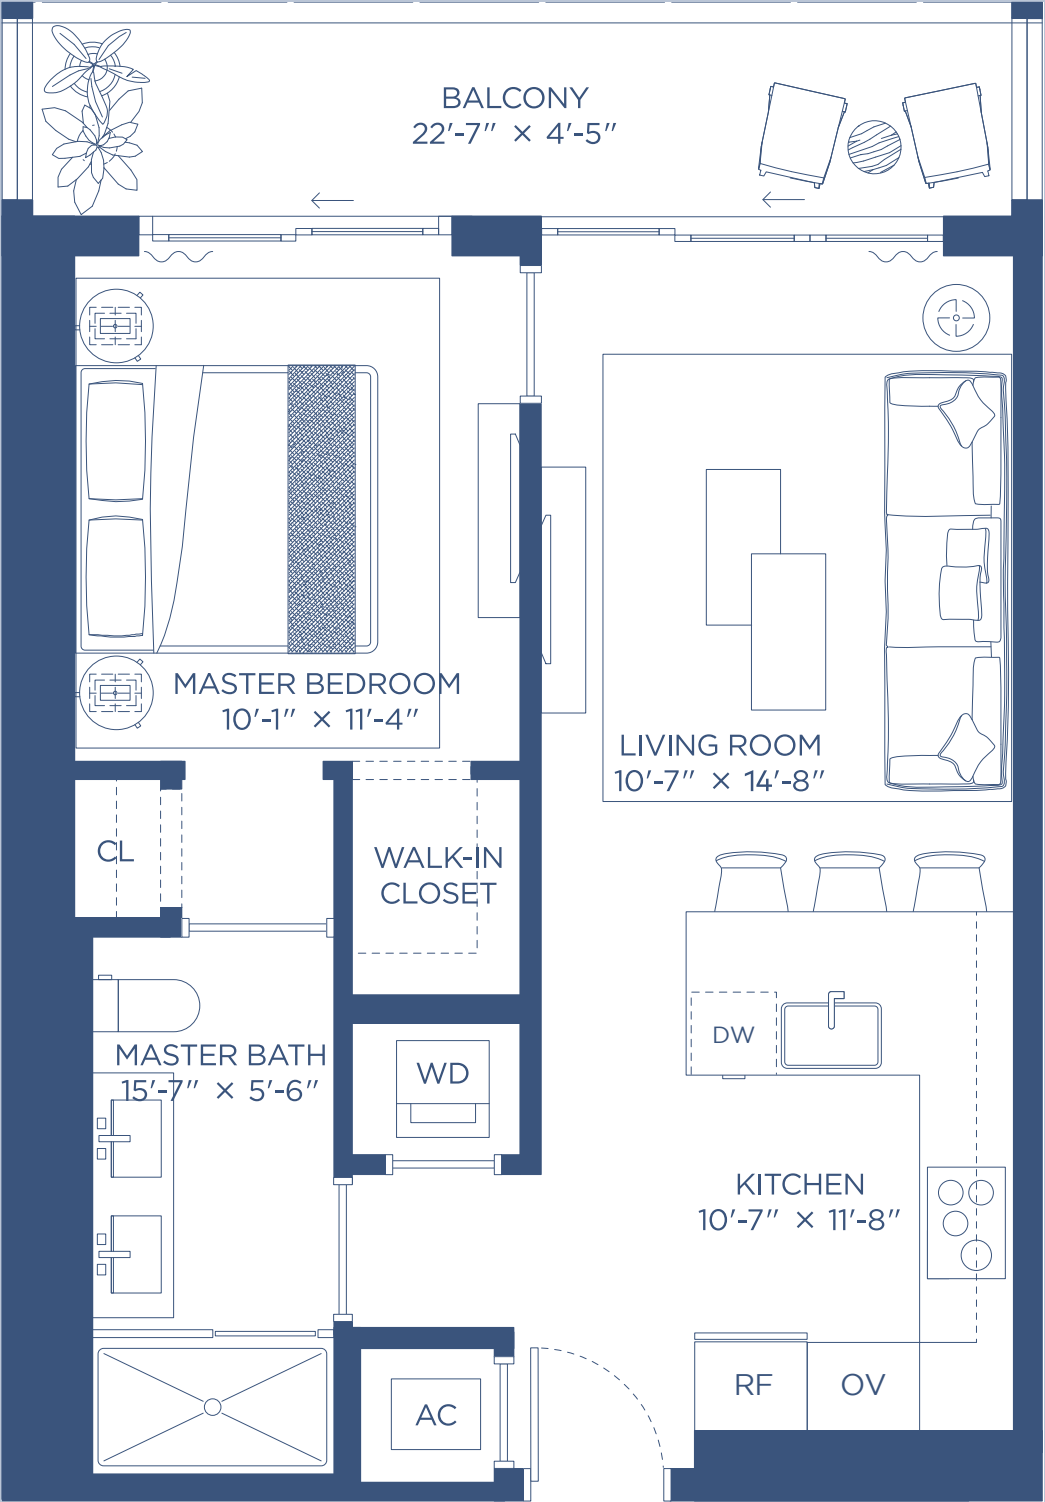 BALCONY
22'-7" × 4'-5"
MASTER BEDROOM
10'-1" × 11'-4"
LIVING ROOM
10'-7" × 14'-8"
CL
WALK-IN
CLOSET
DW
MASTER BATH
15'-7" × 5'-6"
WD
KITCHEN
10'-7" × 11'-8"
RF
OV
AC